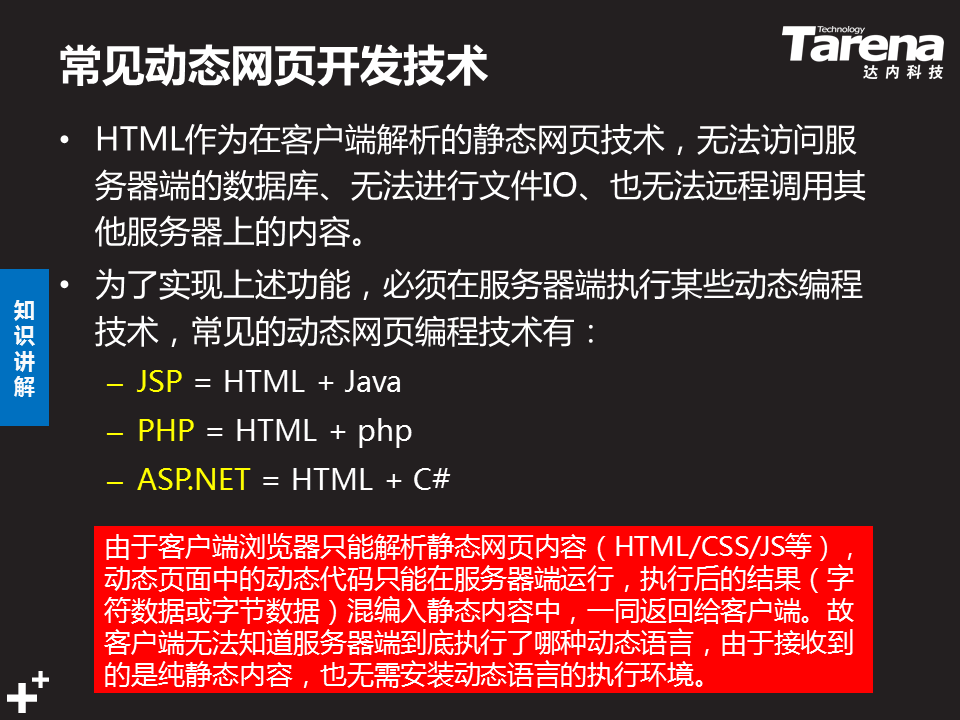 常见动态网页开发技术
Technology
Tarena
达内科技
• HTML作为在客户端解析的静态网页技术，无法访问服
务器端的数据库、无法进行文件IO、也无法远程调用其
他服务器上的内容。
• 为了实现上述功能，必须在服务器端执行某些动态编程
技术，常见的动态网页编程技术有：
– JSP = HTML + Java
– PHP = HTML + php
– ASP.NET = HTML + C#
知
识
讲
解
由于客户端浏览器只能解析静态网页内容（HTML/CSS/JS等），
动态页面中的动态代码只能在服务器端运行，执行后的结果（字
符数据或字节数据）混编入静态内容中，一同返回给客户端。故
客户端无法知道服务器端到底执行了哪种动态语言，由于接收到
的是纯静态内容，也无需安装动态语言的执行环境。